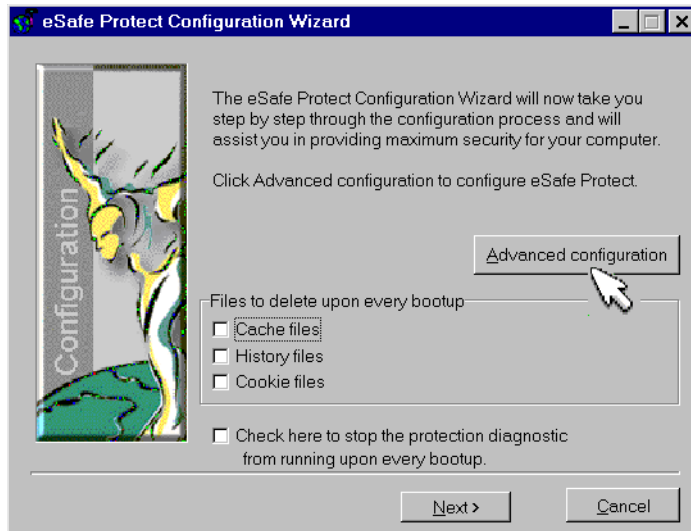 eSafe Protect Configuration Wizard
Configuration
The eSafe Protect Configuration Wizard will now take you
step by step through the configuration process and will
assist you in providing maximum security for your computer.
Click Advanced configuration to configure eSafe Protect.
Advanced configuration
Files to delete upon every bootup
Cache files
History files
Cookie files
Check here to stop the protection diagnostic
from running upon every bootup.
Next >
Cancel